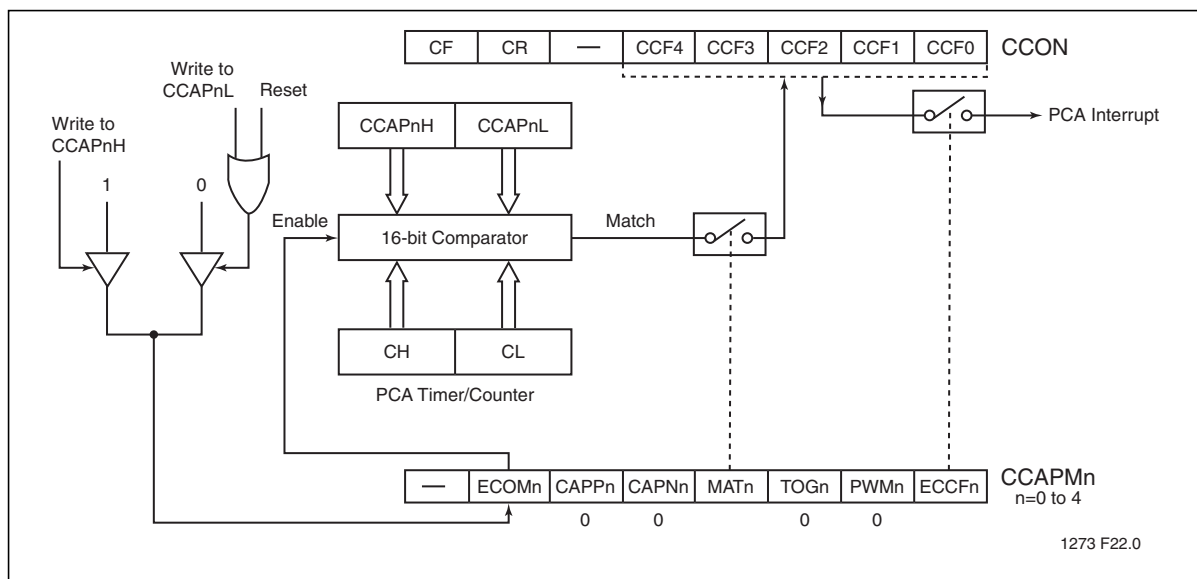 CF CR — CCF4 CCF3 CCF2 CCF1 CCF0 CCON
Write to
CCAPnL
Reset
Write to
CCAPnH
1
0
CCAPnH CCAPnL
PCA Interrupt
Enable
16-bit Comparator
Match
CH CL
PCA Timer/Counter
— ECOMn CAPPn CAPNn MATn TOGn PWMn ECCFn
CCAPMn
n=0 to 4
0 0 0 0
1273 F22.0